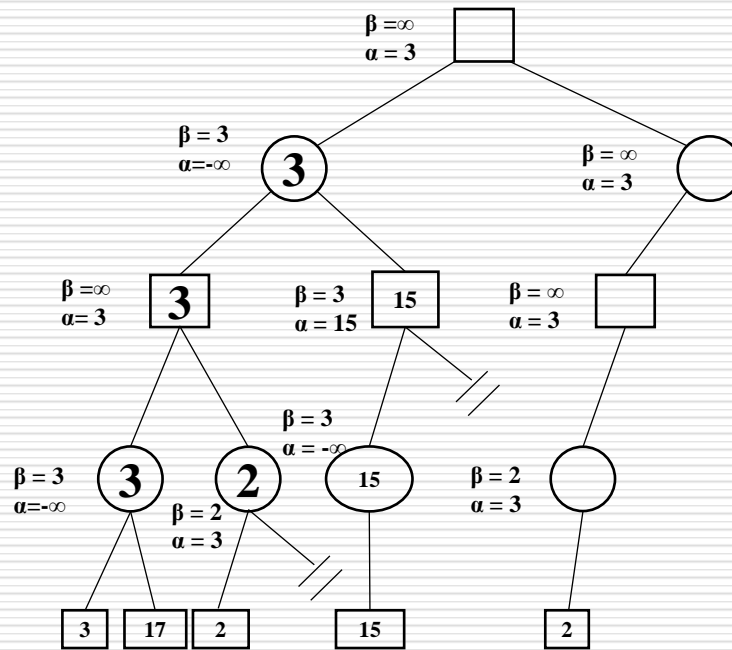 β =∞
α = 3
β = 3
α=-∞
3
β = ∞
α = 3
β =∞
α= 3
3
β = 3
α = 15
15
β = ∞
α = 3
β = 3
α=-∞
3
2
β = 2
α = 3
β = 3
α = -∞
15
β = 2
α = 3
3
17
2
15
2